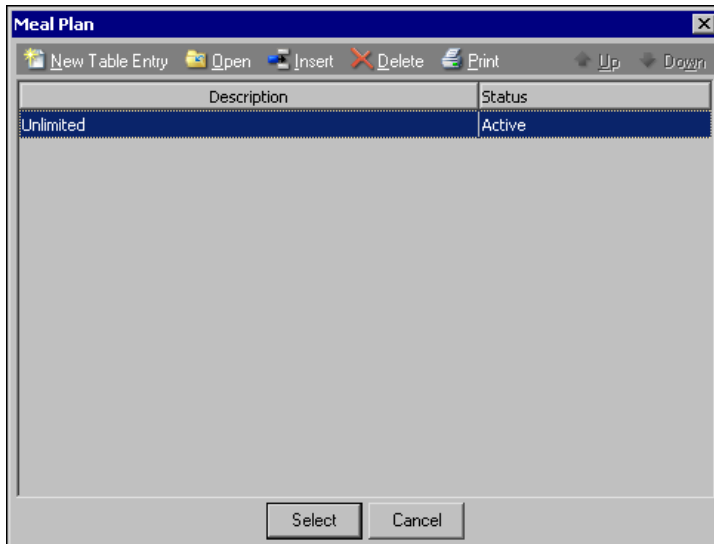 Meal Plan
New Table Entry Open Insert Delete Print Up Down
Description Status
Unlimited Active
Select Cancel